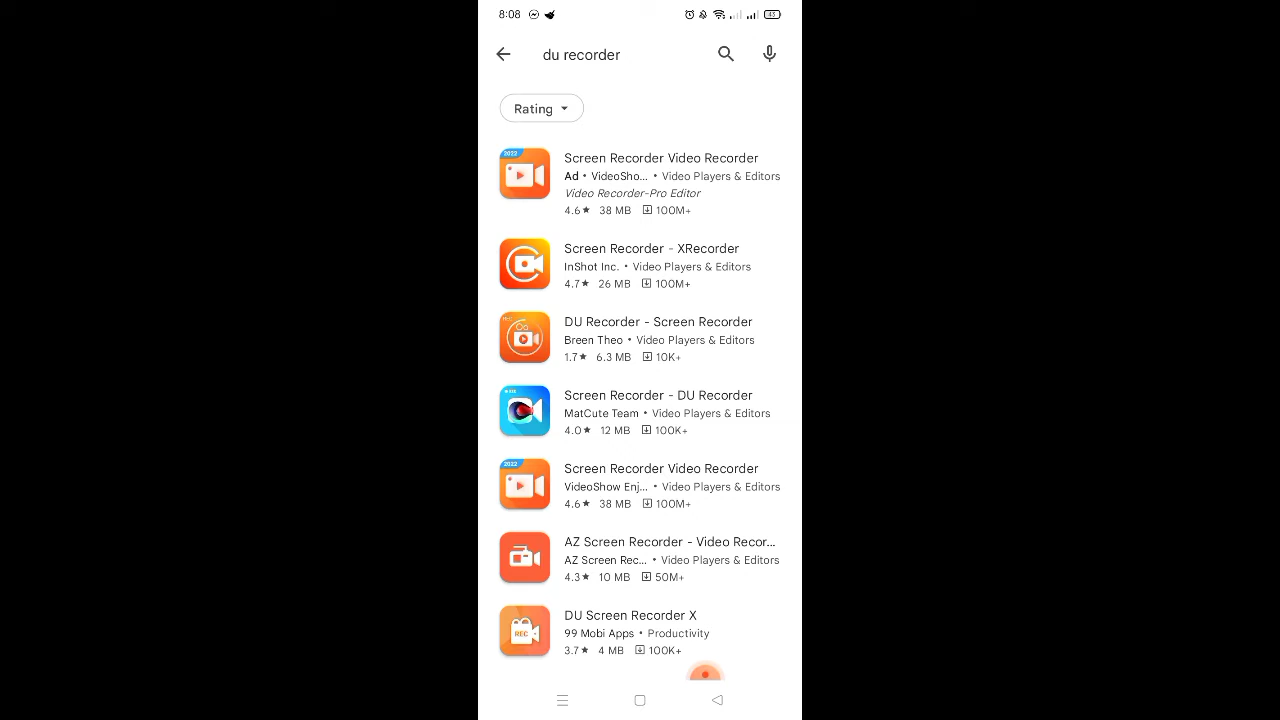 8:08
45
du recorder
Rating
2022
Screen Recorder Video Recorder
Ad • VideoSho... • Video Players & Editors
Video Recorder-Pro Editor
4.6★ 38 MB 100M+
Screen Recorder - XRecorder
InShot Inc. • Video Players & Editors
4.7★ 26 MB 100M+
REC
DU Recorder - Screen Recorder
Breen Theo • Video Players & Editors
1.7★ 6.3 MB 10K+
Screen Recorder - DU Recorder
MatCute Team • Video Players & Editors
4.0★ 12 MB 100K+
2022
Screen Recorder Video Recorder
VideoShow Enj... • Video Players & Editors
4.6★ 38 MB 100M+
AZ Screen Recorder - Video Recor...
AZ Screen Rec... • Video Players & Editors
4.3★ 10 MB 50M+
REC
DU Screen Recorder X
99 Mobi Apps • Productivity
3.7★ 4 MB 100K+